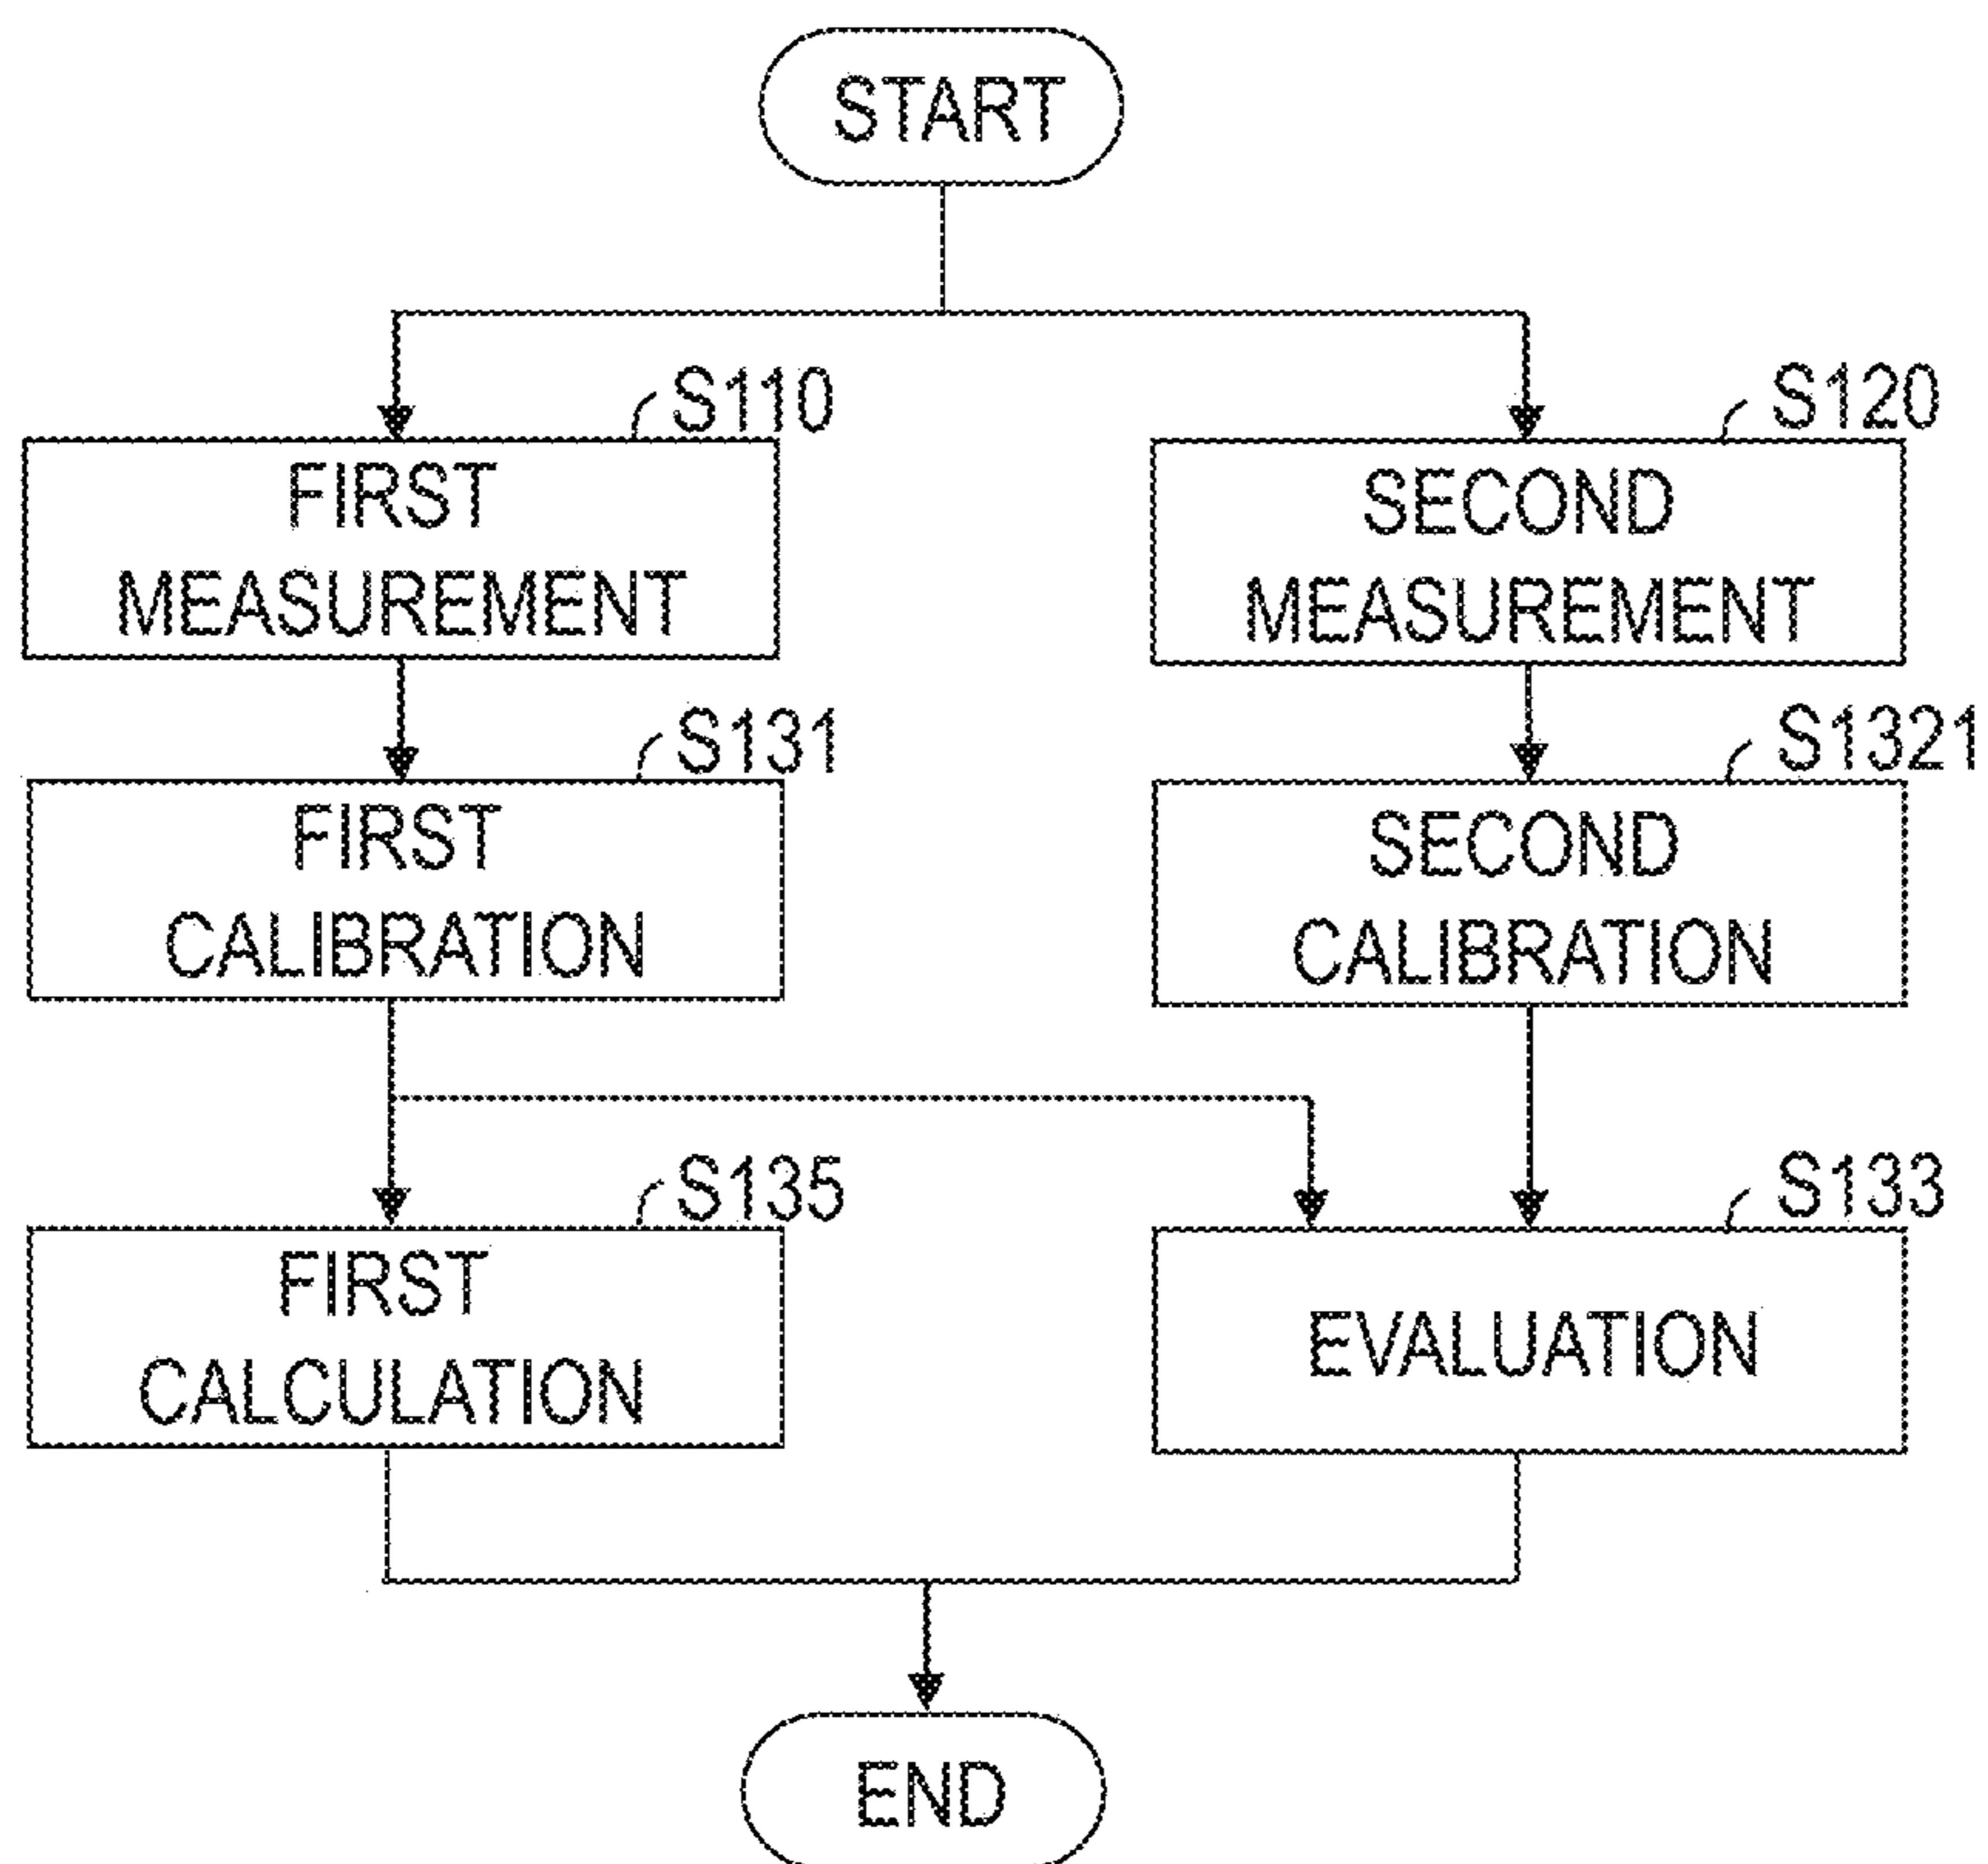 START
S110
FIRST
MEASUREMENT
S120
SECOND
MEASUREMENT
S131
FIRST
CALIBRATION
S1321
SECOND
CALIBRATION
S135
FIRST
CALCULATION
S133
EVALUATION
END